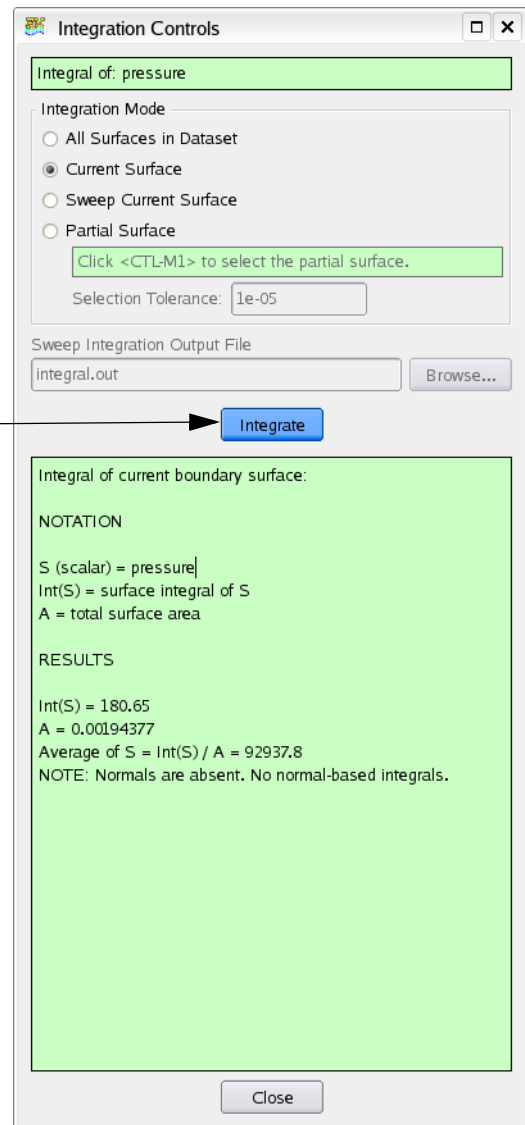 Integration Controls
Integral of: pressure
Integration Mode
All Surfaces in Dataset
Current Surface
Sweep Current Surface
Partial Surface
Click <CTL-M1> to select the partial surface.
Selection Tolerance: 1e-05
Sweep Integration Output File
integral.out Browse...
Integrate
Integral of current boundary surface:
NOTATION
S (scalar) = pressure
Int(S) = surface integral of S
A = total surface area
RESULTS
Int(S) = 180.65
A = 0.00194377
Average of S = Int(S) / A = 92937.8
NOTE: Normals are absent. No normal-based integrals.
Close